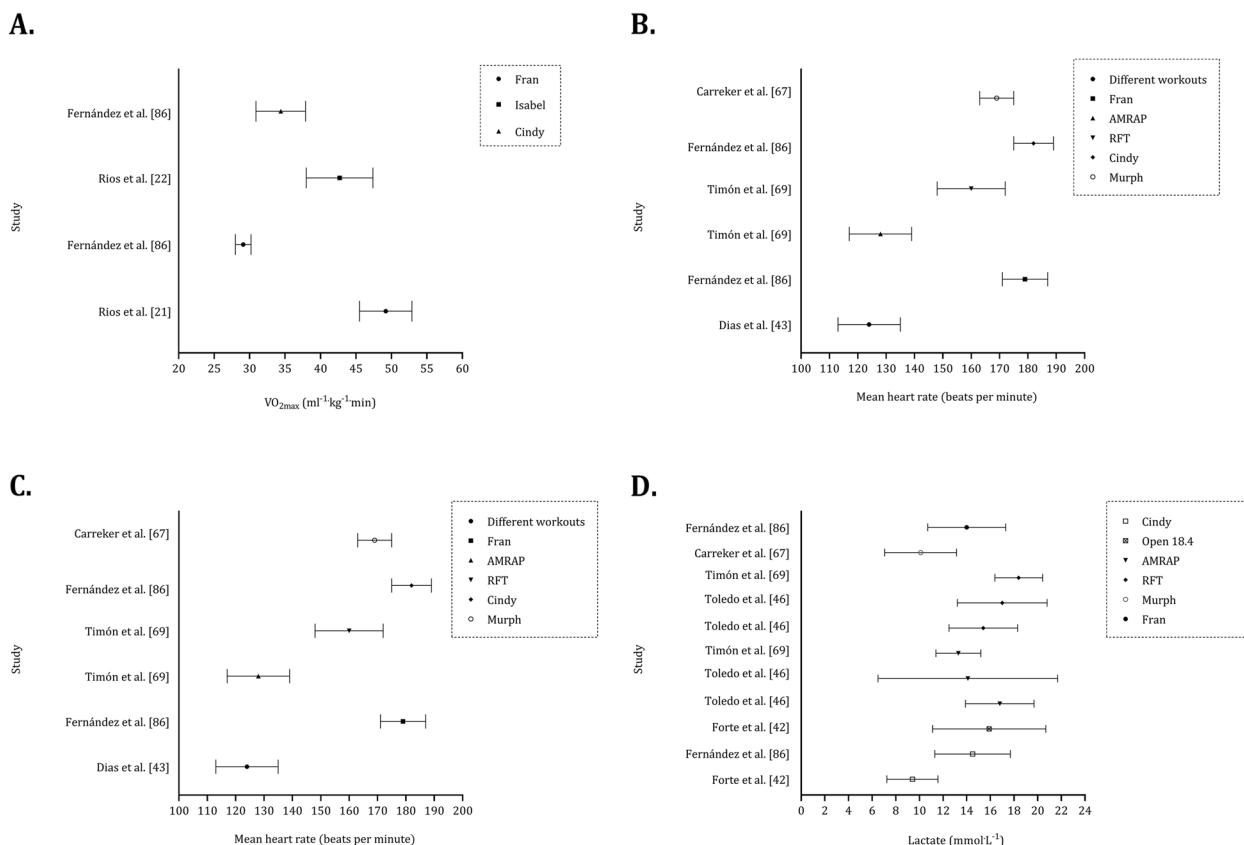 A.
Fran
Isabel
Cindy
Fernández et al. [86]
Rios et al. [22]
Fernández et al. [86]
Rios et al. [21]
Study
20 25 30 35 40 45 50 55 60
VO2max (ml-1·kg-1·min)
B.
Different workouts
Fran
AMRAP
RFT
Cindy
Murph
Carreker et al. [67]
Fernández et al. [86]
Timón et al. [69]
Timón et al. [69]
Fernández et al. [86]
Dias et al. [43]
Study
100 110 120 130 140 150 160 170 180 190 200
Mean heart rate (beats per minute)
C.
Different workouts
Fran
AMRAP
RFT
Cindy
Murph
Carreker et al. [67]
Fernández et al. [86]
Timón et al. [69]
Timón et al. [69]
Fernández et al. [86]
Dias et al. [43]
Study
100 110 120 130 140 150 160 170 180 190 200
Mean heart rate (beats per minute)
D.
Cindy
Open 18.4
AMRAP
RFT
Murph
Fran
Fernández et al. [86]
Carreker et al. [67]
Timón et al. [69]
Toledo et al. [46]
Toledo et al. [46]
Timón et al. [69]
Toledo et al. [46]
Toledo et al. [46]
Forte et al. [42]
Fernández et al. [86]
Forte et al. [42]
Study
0 2 4 6 8 10 12 14 16 18 20 22 24
Lactate (mmol·L-1)